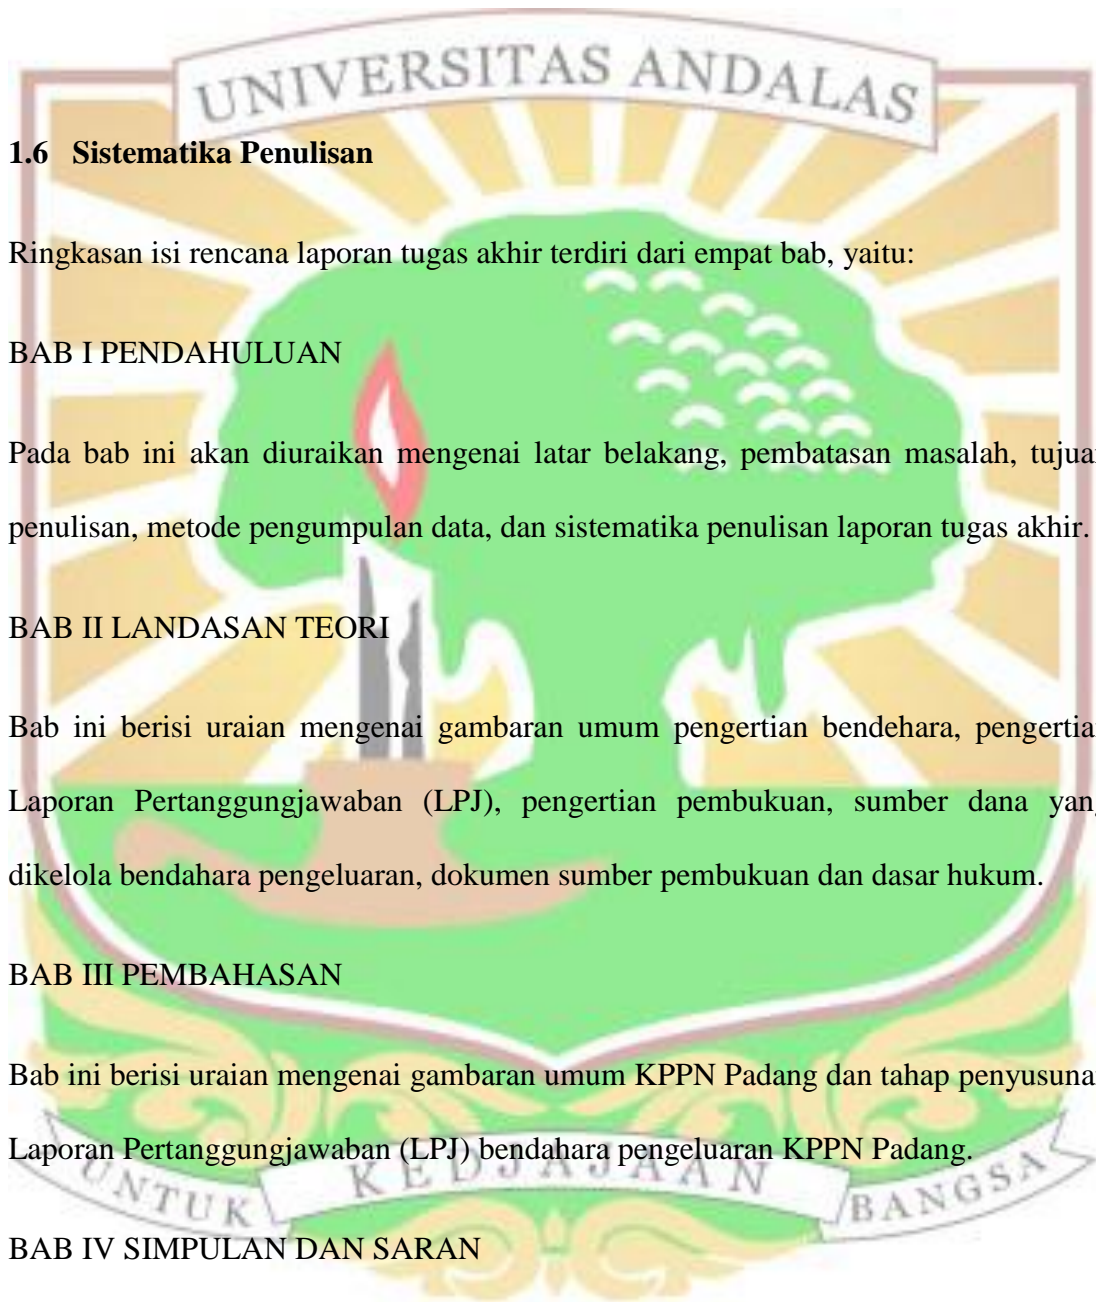 UNIVERSITAS ANDALAS
1.6 Sistematika Penulisan
Ringkasan isi rencana laporan tugas akhir terdiri dari empat bab, yaitu:
BAB I PENDAHULUAN
Pada bab ini akan diuraikan mengenai latar belakang, pembatasan masalah, tujuan
penulisan, metode pengumpulan data, dan sistematika penulisan laporan tugas akhir.
BAB II LANDASAN TEORI
Bab ini berisi uraian mengenai gambaran umum pengertian bendehara, pengertian
Laporan Pertanggungjawaban (LPJ), pengertian pembukuan, sumber dana yang
dikelola bendahara pengeluaran, dokumen sumber pembukuan dan dasar hukum.
BAB III PEMBAHASAN
Bab ini berisi uraian mengenai gambaran umum KPPN Padang dan tahap penyusunan
Laporan Pertanggungjawaban (LPJ) bendahara pengeluaran KPPN Padang.
UNTUK KEDJAJAAN BANGSA
BAB IV SIMPULAN DAN SARAN